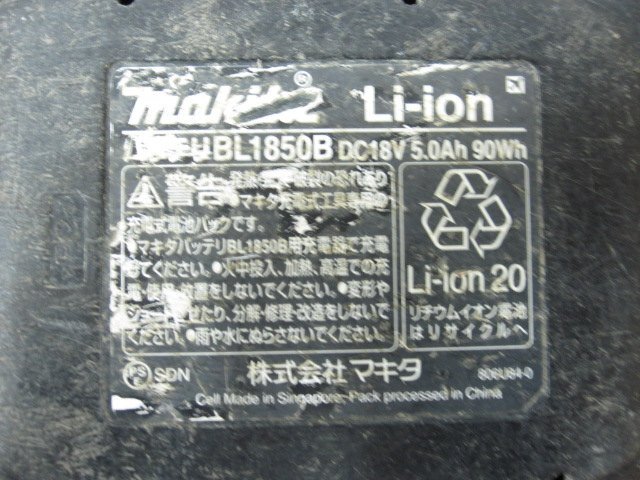 makita® Li-ion
BL1850B DC18V 5.0Ah 90Wh
警告
マキタ充電式工具専用の
充電式電池パックです。
●マキタバッテリBL1850B用充電器で充電
してください。●火中投入、加熱、高温での充
電・使用・放置をしないでください。●変形や
ショートさせたり、分解・修理・改造をしないで
ください。●雨や水にぬらさないでください。
Li-ion 20
リチウムイオン電池
はリサイクルへ
PS SDN 株式会社マキタ 806U84-0
Cell Made in Singapore, Pack processed in China